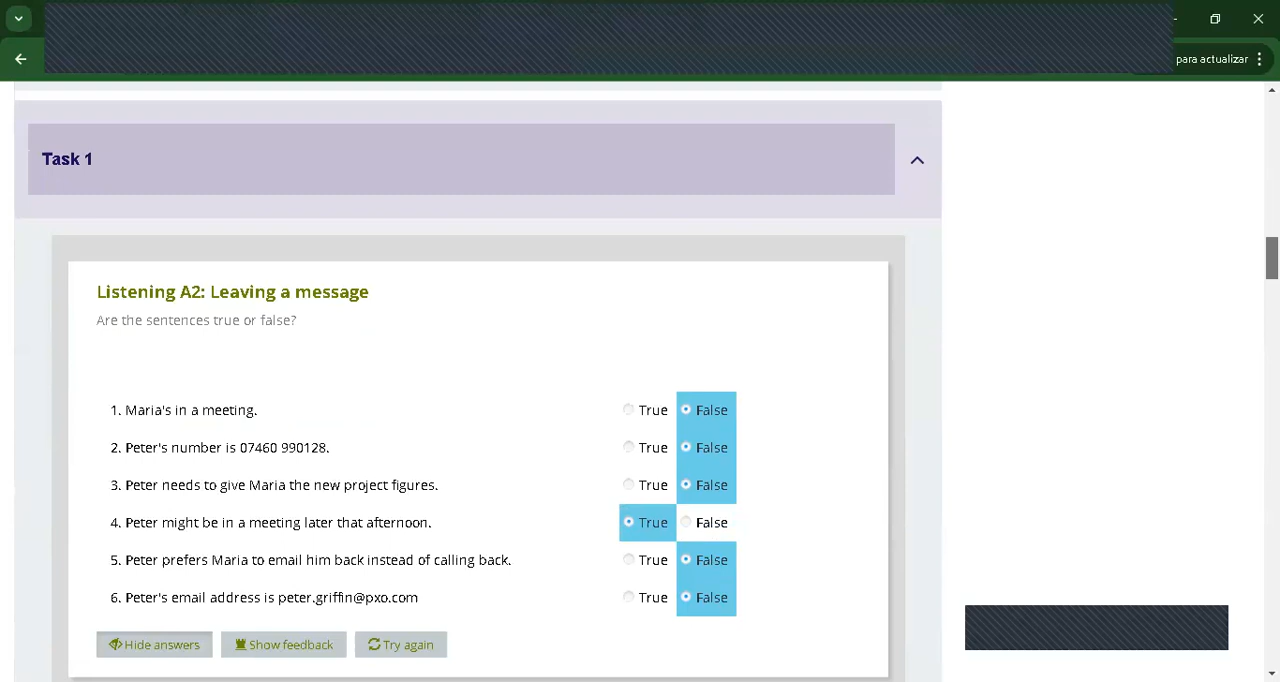 para actualizar
Task 1
Listening A2: Leaving a message
Are the sentences true or false?
1. Maria's in a meeting. True False
2. Peter's number is 07460 990128. True False
3. Peter needs to give Maria the new project figures. True False
4. Peter might be in a meeting later that afternoon. True False
5. Peter prefers Maria to email him back instead of calling back. True False
6. Peter's email address is peter.griffin@pxo.com True False
Hide answers Show feedback Try again